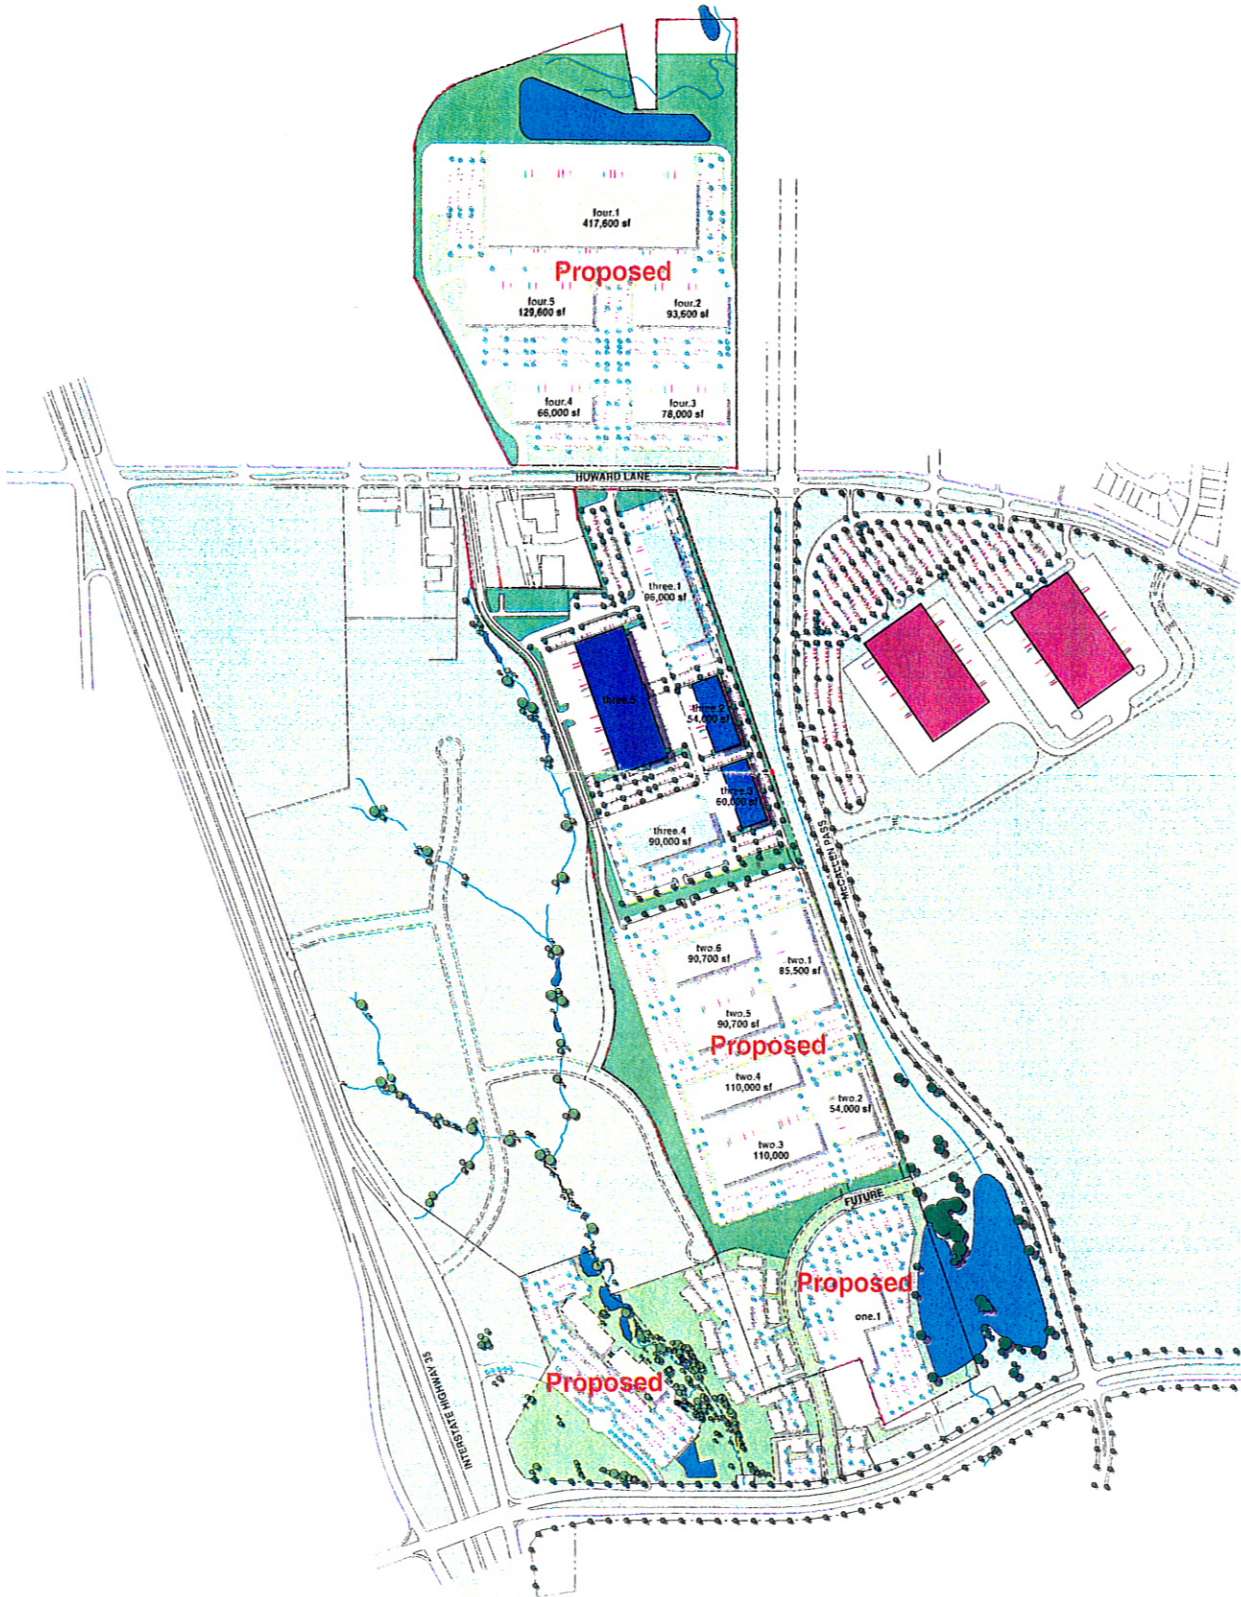 four.1
417,600 sf
Proposed
four.5
129,600 sf
four.2
93,600 sf
four.4
66,000 sf
four.3
78,000 sf
HOWARD LANE
three.1
96,000 sf
three.5
three.2
54,000 sf
three.3
60,000 sf
three.4
90,000 sf
McCALLEN PASS
two.6
90,700 sf
two.1
85,500 sf
two.5
90,700 sf
Proposed
two.4
110,000 sf
two.2
54,000 sf
two.3
110,000
FUTURE
Proposed
one.1
Proposed
INTERSTATE HIGHWAY 35